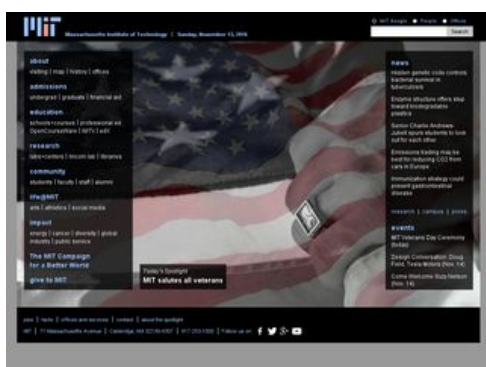 MIT
Massachusetts Institute of Technology | Sunday, November 13, 2016
MIT Google People Offices
Search
about
visiting | map | history | offices
admissions
undergrad | graduate | financial aid
education
schools+courses | professional ed
OpenCourseWare | MITx | edX
research
labs+centers | lincoln lab | libraries
community
students | faculty | staff | alumni
life@MIT
arts | athletics | social media
impact
energy | cancer | diversity | global
industry | public service
The MIT Campaign
for a Better World
give to MIT
Today's Spotlight
MIT salutes all veterans
news
Hidden genetic code controls
bacterial survival in
tuberculosis
Enzyme structure offers step
toward biodegradable
plastics
Senior Charlie Andrews-
Jubelt spurs students to look
out for each other
Emissions trading may be
best for reducing CO2 from
cars in Europe
Immunization strategy could
prevent gastrointestinal
disease
research | campus | press
events
MIT Veterans Day Ceremony
(today)
Design Conversation: Doug
Field, Tesla Motors (Nov. 14)
Come Welcome Suzy Nelson
(Nov. 14)
jobs | facts | offices and services | contact | about the spotlight
MIT | 77 Massachusetts Avenue | Cambridge, MA 02139-4307 | 617-253-1000 | Follow us on: